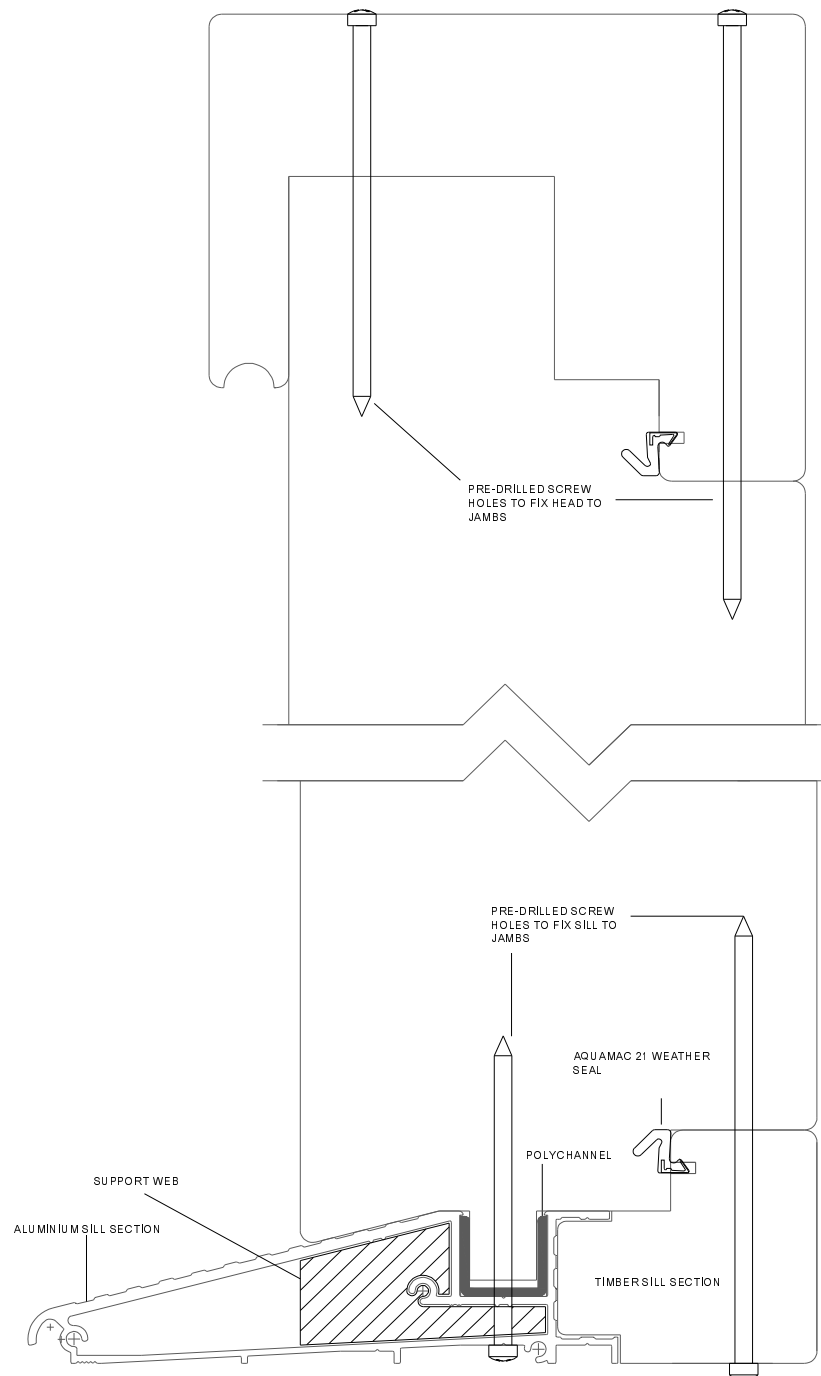 PRE-DRILLED SCREW
HOLES TO FIX HEAD TO
JAMBS
PRE-DRILLED SCREW
HOLES TO FIX SILL TO
JAMBS
AQUAMAC 21 WEATHER
SEAL
POLYCHANNEL
SUPPORT WEB
ALUMINIUM SILL SECTION
TIMBER SILL SECTION